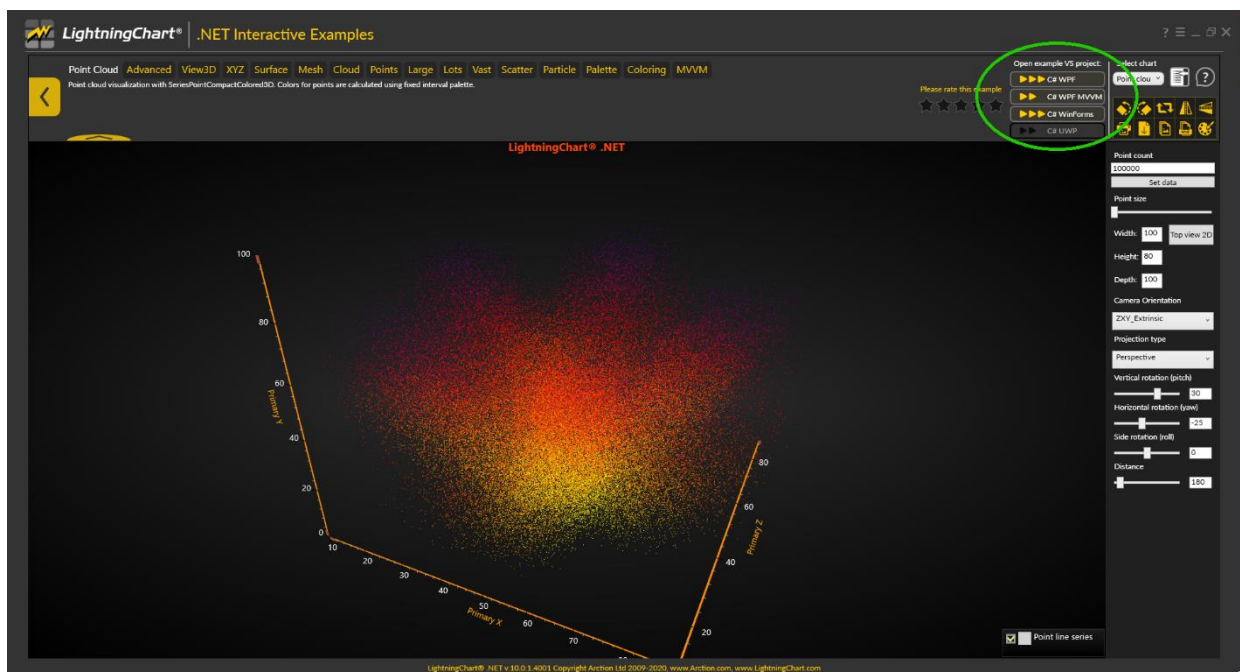 LightningChart® .NET Interactive Examples
? 
Point Cloud Advanced View3D XYZ Surface Mesh Cloud Points Large Lots Vast Scatter Particle Palette Coloring MVVM
Point cloud visualization with SeriesPointCompactColored3D. Colors for points are calculated using fixed interval palette.
Please rate this example
Open example VS project:
C# WPF
C# WPF MVVM
C# WinForms
C# UWP
Select chart
Point clou
?
LightningChart® .NET
Point count
100000
Set data
Point size
Width: 100 Top view 2D
Height: 80
Depth: 100
Camera Orientation
ZXY_Extrinsic
Projection type
Perspective
Vertical rotation (pitch)
30
Horizontal rotation (yaw)
-25
Side rotation (roll)
0
Distance
180
100
80
60
40
20
0
Primary Y
10
20
30
40
50
60
70
Primary X
80
60
40
20
Primary Z
Point line series
LightningChart® .NET v.10.0.1.4001 Copyright Arction Ltd 2009-2020, www.Arction.com, www.LightningChart.com